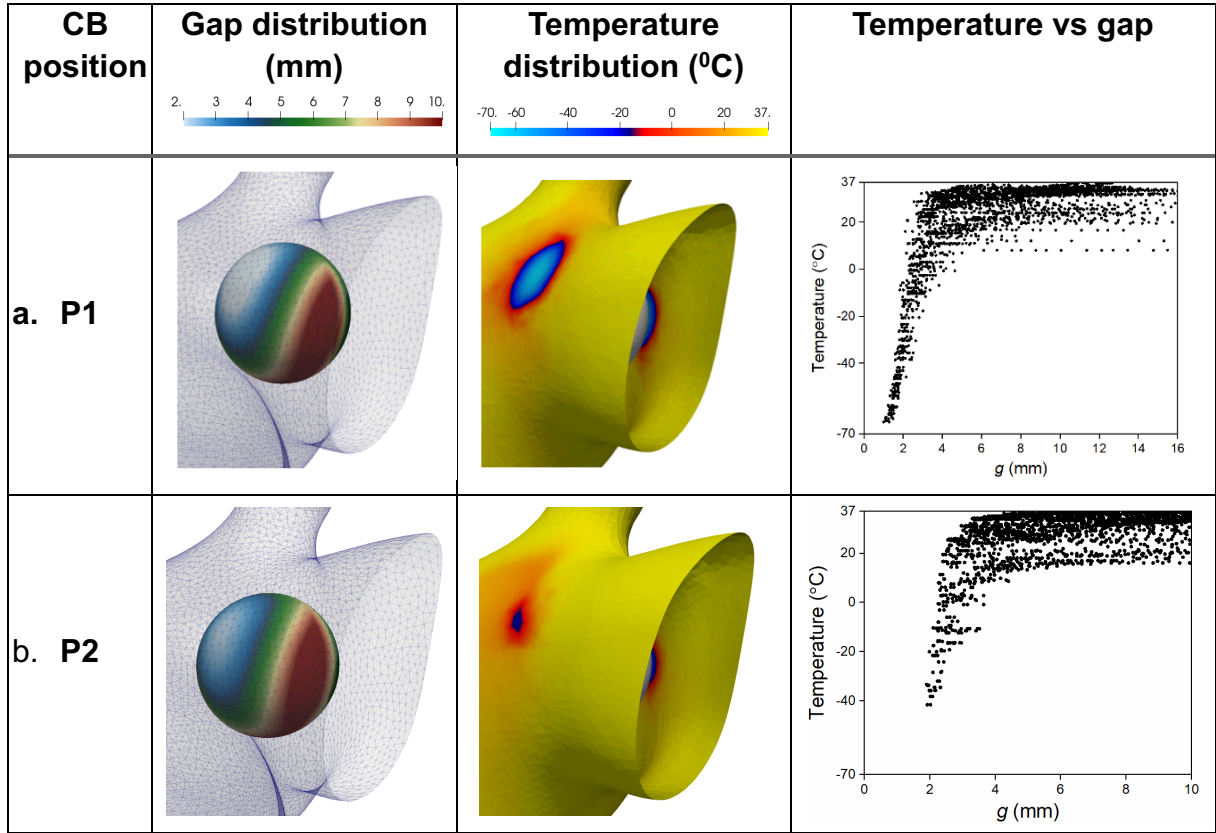 CB
position
Gap distribution
(mm)
2. 3 4 5 6 7 8 9 10.
Temperature
distribution (⁰C)
-70. -40 -20 0 20 37.
Temperature vs gap
a. P1
37
20
0
-20
-40
-70
Temperature (°C)
0 2 4 6 8 10 12 14 16
g (mm)
b. P2
37
20
0
-20
-40
-70
Temperature (°C)
0 2 4 6 8 10
g (mm)